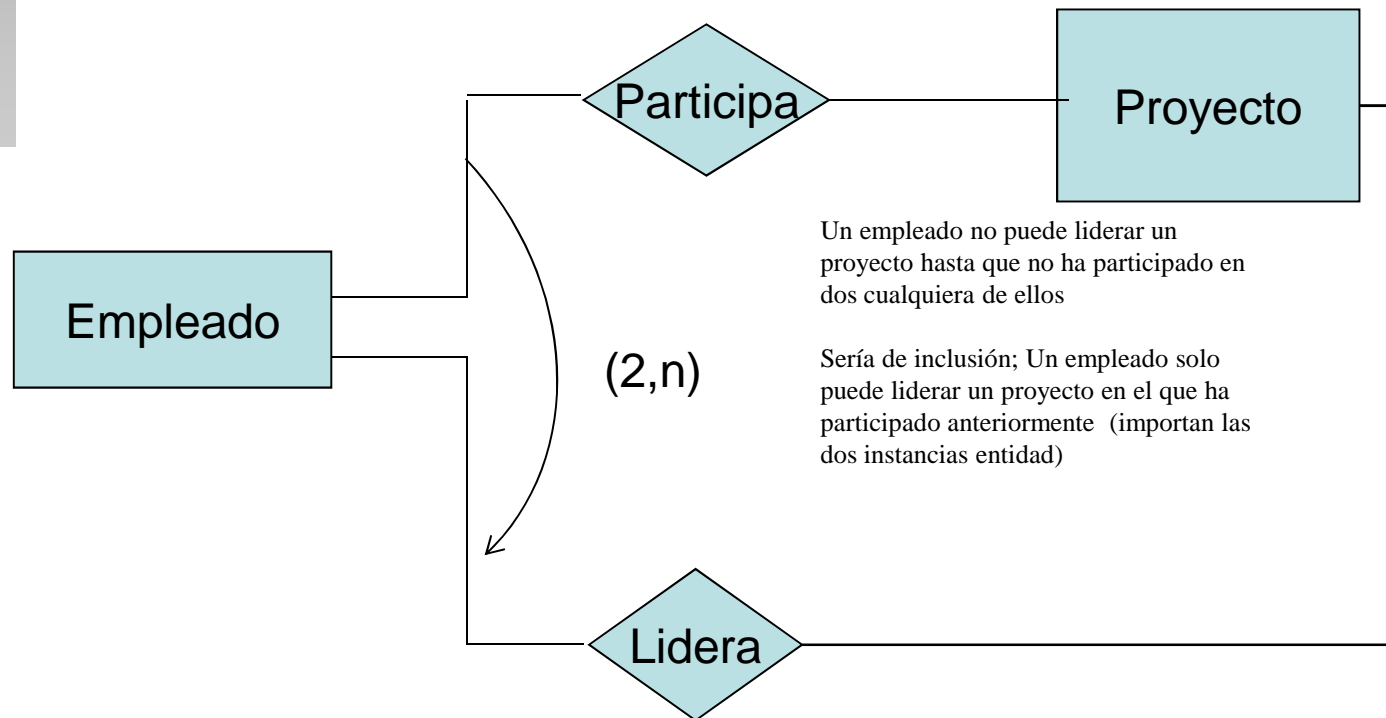 Participa
Proyecto
Un empleado no puede liderar un
proyecto hasta que no ha participado en
dos cualquiera de ellos
Empleado
(2,n)
Sería de inclusión; Un empleado solo
puede liderar un proyecto en el que ha
participado anteriormente (importan las
dos instancias entidad)
Lidera